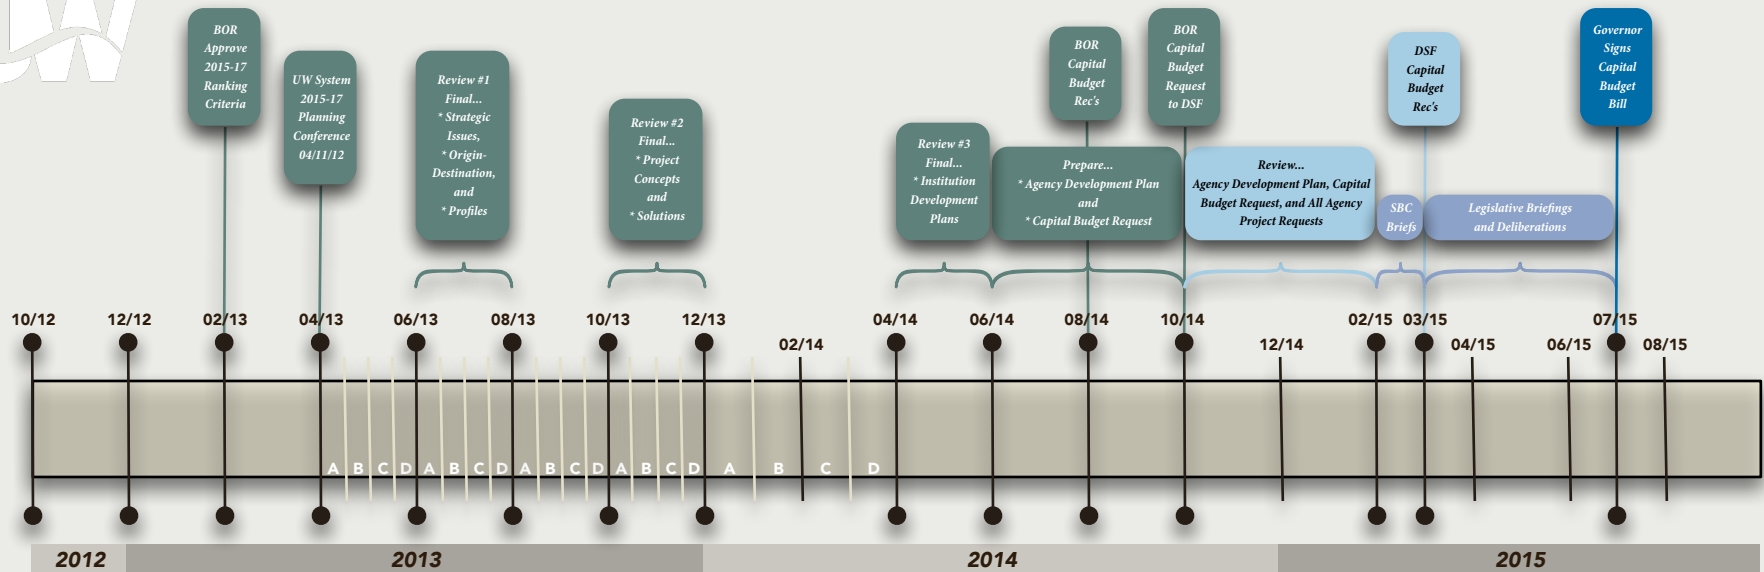 BOR
Approve
2015-17
Ranking
Criteria
UW System
2015-17
Planning
Conference
04/11/12
Review #1
Final...
* Strategic
Issues,
* Origin-
Destination,
and
* Profiles
Review #2
Final...
* Project
Concepts
and
* Solutions
Review #3
Final...
* Institution
Development
Plans
BOR
Capital
Budget
Rec's
Prepare...
* Agency Development Plan
and
* Capital Budget Request
BOR
Capital
Budget
Request
to DSF
Review...
Agency Development Plan, Capital
Budget Request, and All Agency
Project Requests
SBC
Briefs
DSF
Capital
Budget
Rec's
Legislative Briefings
and Deliberations
Governor
Signs
Capital
Budget
Bill
10/12 12/12 02/13 04/13 06/13 08/13 10/13 12/13 04/14 06/14 08/14 10/14 02/15 03/15 07/15
02/14 12/14 04/15 06/15 08/15
A B C D A B C D A B C D A B C D A B C D
2012 2013 2014 2015